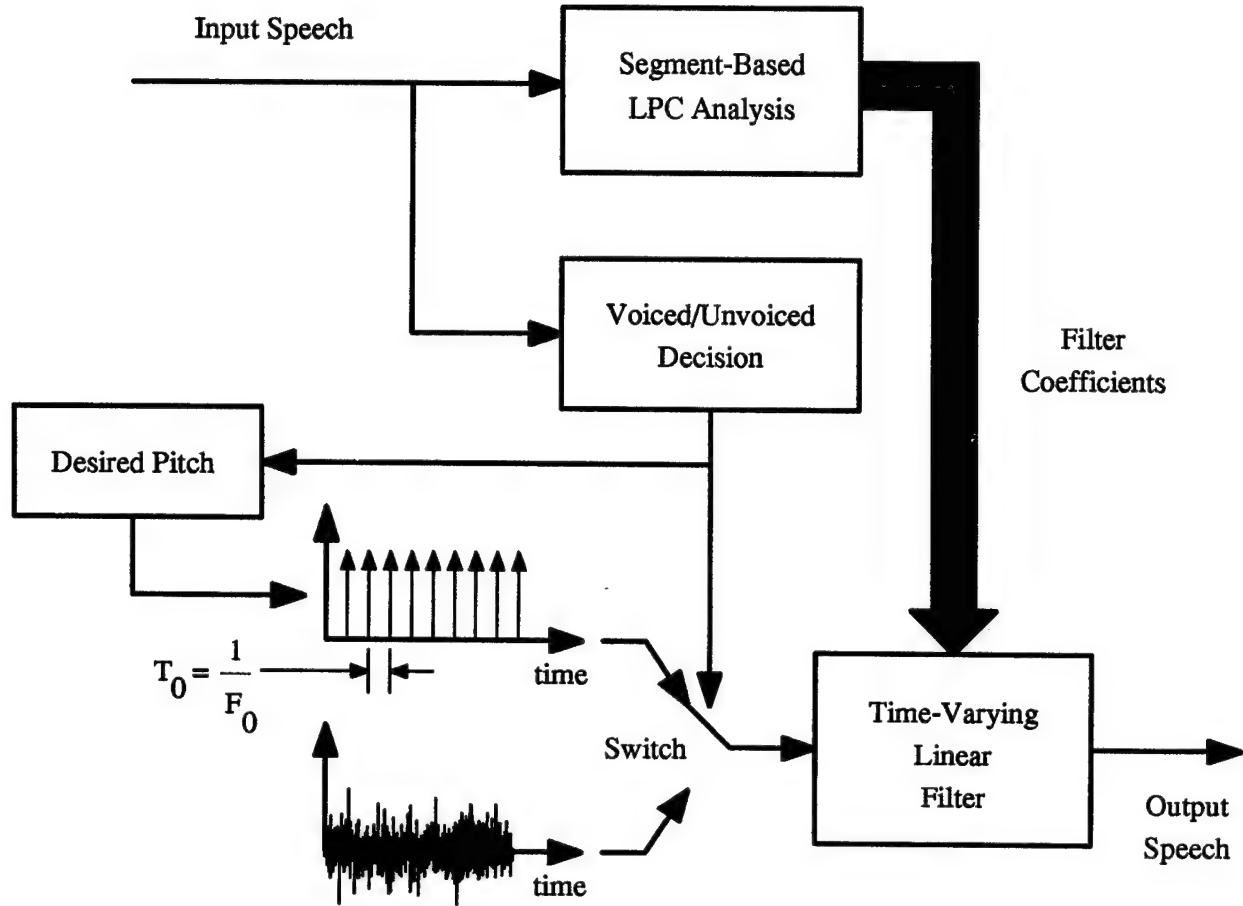 Input Speech
Segment-Based
LPC Analysis
Voiced/Unvoiced
Decision
Filter
Coefficients
Desired Pitch
time
T0 = 1
F0
Switch
Time-Varying
Linear
Filter
time
Output
Speech